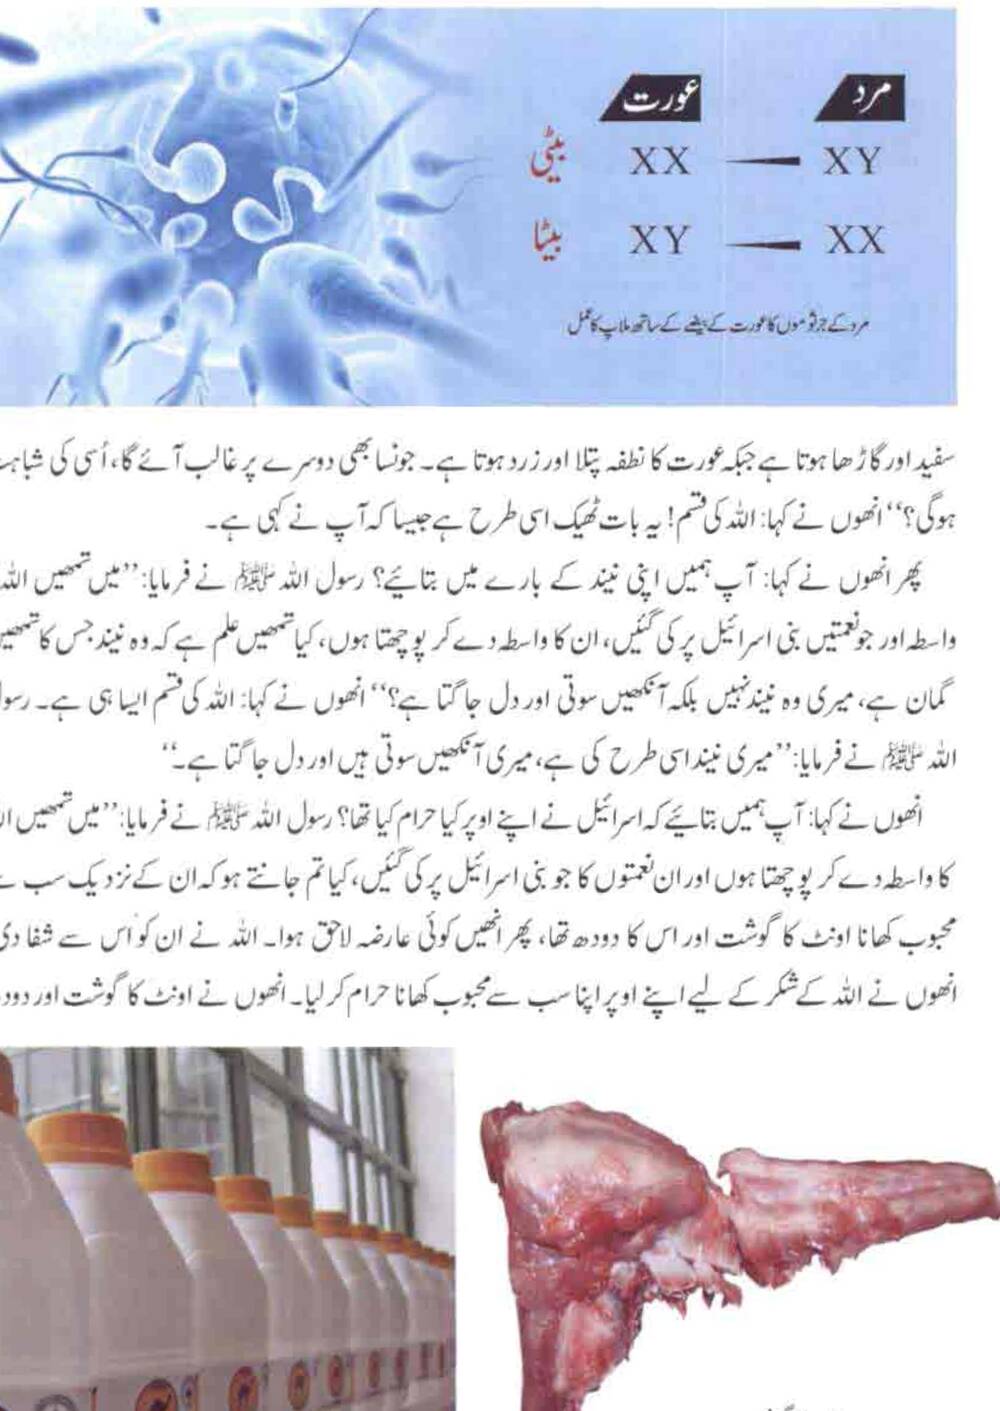 مرد عورت
XY XX بیٹی
XX XY بیٹا
مرد کے جرثوموں کا عورت کے بیضے کے ساتھ ملاپ کا عمل
سفید اور گاڑھا ہوتا ہے جبکہ عورت کا نطفہ پتلا اور زرد ہوتا ہے۔ جونسا بھی دوسرے پر غالب آئے گا، اُسی کی
ہوگی؟‘‘ انھوں نے کہا: اللہ کی قسم! یہ بات ٹھیک اسی طرح ہے جیسا کہ آپ نے کہی ہے۔
پھر انھوں نے کہا: آپ ہمیں اپنی نیند کے بارے میں بتائیے؟ رسول اللہ ﷺ نے فرمایا: ’’میں تمھیں اللہ
واسطہ اور جو نعمتیں بنی اسرائیل پر کی گئیں، ان کا واسطہ دے کر پوچھتا ہوں، کیا تمھیں علم ہے کہ وہ نیند جس کا
گمان ہے، میری وہ نیند نہیں بلکہ آنکھیں سوتی اور دل جاگتا ہے؟‘‘ انھوں نے کہا: اللہ کی قسم ایسا ہی ہے۔ رسول
اللہ ﷺ نے فرمایا: ’’میری نیند اسی طرح کی ہے، میری آنکھیں سوتی ہیں اور دل جاگتا ہے۔‘‘
انھوں نے کہا: آپ ہمیں بتائیے کہ اسرائیل نے اپنے اوپر کیا حرام کیا تھا؟ رسول اللہ ﷺ نے فرمایا: ’’میں تمھیں
کا واسطہ دے کر پوچھتا ہوں اور ان نعمتوں کا جو بنی اسرائیل پر کی گئیں، کیا تم جانتے ہو کہ ان کے نزدیک سب
محبوب کھانا اونٹ کا گوشت اور اس کا دودھ تھا، پھر انھیں کوئی عارضہ لاحق ہوا۔ اللہ نے ان کو اس سے شفا دی
انھوں نے اللہ کے شکر کے لیے اپنے اوپر اپنا سب سے محبوب کھانا حرام کر لیا۔ انھوں نے اونٹ کا گوشت اور